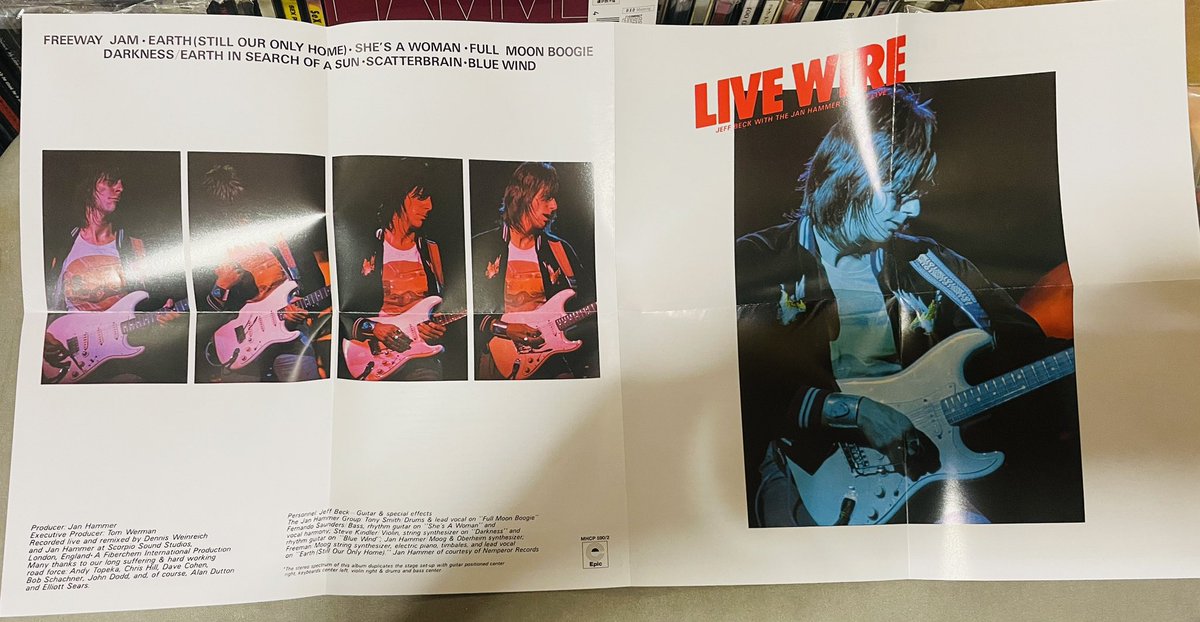 FREEWAY JAM • EARTH (STILL OUR ONLY HOME) • SHE'S A WOMAN • FULL MOON BOOGIE
DARKNESS/EARTH IN SEARCH OF A SUN • SCATTERBRAIN • BLUE WIND
LIVE WIRE
JEFF BECK WITH THE JAN HAMMER LIVE
Producer: Jan Hammer
Executive Producer: Tom Werman
Recorded live and remixed by Dennis Weinreich
and Jan Hammer at Scorpio Sound Studios,
London, England • A Fiberchem International Production
Many thanks to our long suffering & hard working
road force: Andy Topeka, Chris Hill, Dave Cohen,
Bob Schachner, John Dodd, and, of course, Alan Dutton
and Elliott Sears.
Personnel Jeff Beck—Guitar & special effects
The Jan Hammer Group: Tony Smith: Drums & lead vocal on "Full Moon Boogie"
Fernando Saunders: Bass, rhythm guitar on "She's A Woman" and
vocal harmony, Steve Kindler Violin, string synthesizer on "Darkness" and
rhythm guitar on "Blue Wind"; Jan Hammer Moog & Oberheim synthesizer,
Freeman Moog String synthesizer, electric piano, timbales, and lead vocal
on "Earth (Still Our Only Home)." Jan Hammer of courtesy of Nemperor Records
*The stereo spectrum of this album duplicates the stage set-up with guitar positioned center
right, keyboards center left, violin right & drums and bass center.
MHCP 580/2
Epic